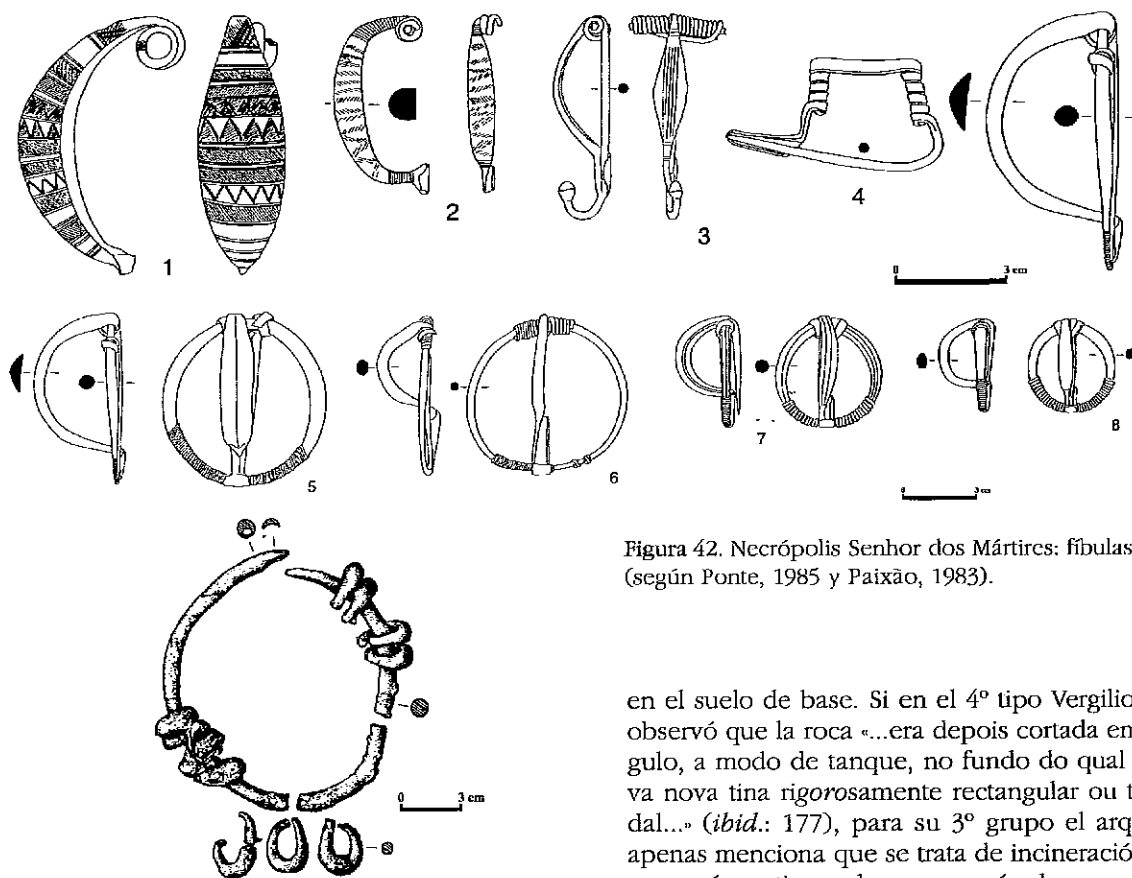 1
2
3
4
0 3 cm
5
6
7
8
0 3 cm
Figura 42. Necrópolis Senhor dos Mártires: fíbulas
(según Ponte, 1985 y Paixão, 1983).
0 3 cm
en el suelo de base. Si en el 4º tipo Vergilio
observó que la roca «...era depois cortada en
gulo, a modo de tanque, no fundo do qual
va nova tina rigorosamente rectangular ou t
dal...» (ibid.: 177), para su 3º grupo el arq
apenas menciona que se trata de incineració